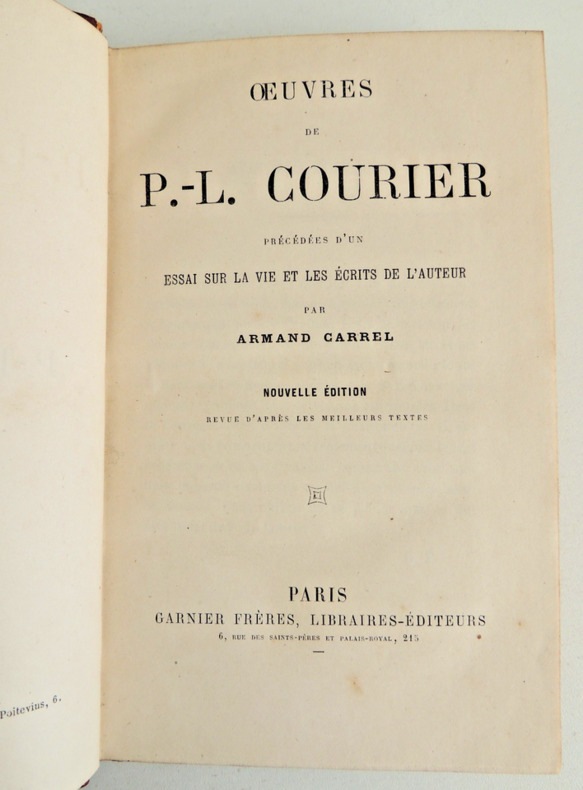 Poitevins, 6.
ŒUVRES
DE
P.-L. COURIER
PRÉCÉDÉES D'UN
ESSAI SUR LA VIE ET LES ÉCRITS DE L'AUTEUR
PAR
ARMAND CARREL
NOUVELLE ÉDITION
REVUE D'APRÈS LES MEILLEURS TEXTES
PARIS
GARNIER FRÈRES, LIBRAIRES-ÉDITEURS
6, RUE DES SAINTS-PÈRES ET PALAIS-ROYAL, 215